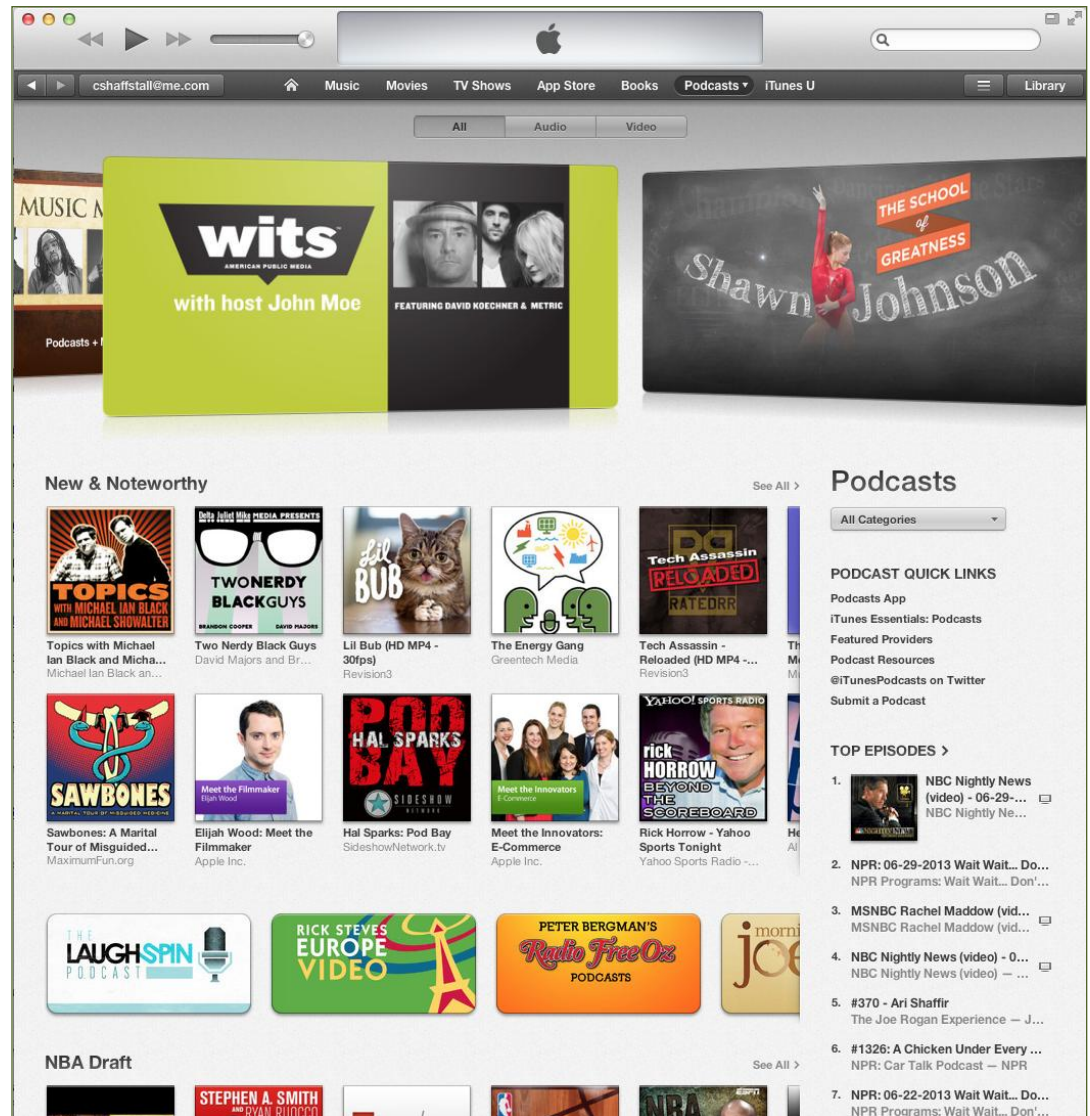 cshaffstall@me.com
Music
Movies
TV Shows
App Store
Books
Podcasts
iTunes U
Library
All
Audio
Video
MUSIC
Podcasts +
wits
AMERICAN PUBLIC MEDIA
with host John Moe
FEATURING DAVID KOECHNER & METRIC
THE SCHOOL
of
GREATNESS
Shawn Johnson
New & Noteworthy
See All >
TOPICS
WITH MICHAEL IAN BLACK
AND MICHAEL SHOWALTER
Delta Juliet Mike MEDIA PRESENTS
TWONERDY
BLACKGUYS
BRANDON COOPER DAVID MAJORS
Lil
BUB
Tech Assassin
RELOADED
RATEDRR
Topics with Michael
Ian Black and Micha...
Michael Ian Black an...
Two Nerdy Black Guys
David Majors and Br...
Lil Bub (HD MP4 -
30fps)
Revision3
The Energy Gang
Greentech Media
Tech Assassin -
Reloaded (HD MP4 -...
Revision3
SAWBONES
A MARITAL TOUR OF MISGUIDED MEDICINE
Meet the Filmmaker
Elijah Wood
POD
HAL SPARKS
BAY
SIDESHOW
NETWORK
Meet the Innovators
E-Commerce
YAHOO! SPORTS RADIO
rick
HORROW
BEYOND
THE
SCOREBOARD
Sawbones: A Marital
Tour of Misguided...
MaximumFun.org
Elijah Wood: Meet the
Filmmaker
Apple Inc.
Hal Sparks: Pod Bay
SideshowNetwork.tv
Meet the Innovators:
E-Commerce
Apple Inc.
Rick Horrow - Yahoo
Sports Tonight
Yahoo Sports Radio -...
THE
LAUGHSPIN
PODCAST
RICK STEVES
EUROPE
VIDEO
PETER BERGMAN'S
Radio Free Oz
PODCASTS
NBA Draft
See All >
STEPHEN A. SMITH
AND RYAN RUOCCO
ESPN
NBA
Podcasts
All Categories
PODCAST QUICK LINKS
Podcasts App
iTunes Essentials: Podcasts
Featured Providers
Podcast Resources
@iTunesPodcasts on Twitter
Submit a Podcast
TOP EPISODES >
1. NBC Nightly News
(video) - 06-29-...
NBC Nightly Ne...
2. NPR: 06-29-2013 Wait Wait... Do...
NPR Programs: Wait Wait... Don'...
3. MSNBC Rachel Maddow (vid...
MSNBC Rachel Maddow (vid...
4. NBC Nightly News (video) - 0...
NBC Nightly News (video) — ...
5. #370 - Ari Shaffir
The Joe Rogan Experience — J...
6. #1326: A Chicken Under Every ...
NPR: Car Talk Podcast — NPR
7. NPR: 06-22-2013 Wait Wait... Do...
NPR Programs: Wait Wait... Don'...